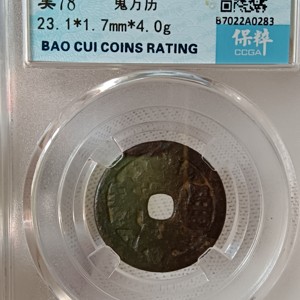 美78 鬼万历
23.1*1.7mm*4.0g
B7022A0283
BAO CUI COINS RATING
保粹
CCGA